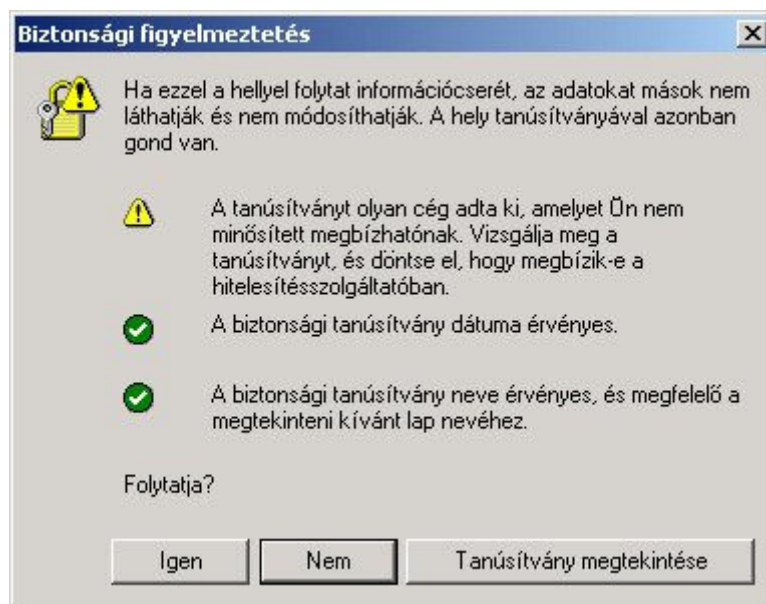 Biztonsági figyelmeztetés
Ha ezzel a hellyel folytat információcserét, az adatokat mások nem
láthatják és nem módosíthatják. A hely tanúsítványával azonban
gond van.
A tanúsítványt olyan cég adta ki, amelyet Ön nem
minősített megbízhatónak. Vizsgálja meg a
tanúsítványt, és döntse el, hogy megbízik-e a
hitelesítésszolgáltatóban.
A biztonsági tanúsítvány dátuma érvényes.
A biztonsági tanúsítvány neve érvényes, és megfelelő a
megtekinteni kívánt lap nevéhez.
Folytatja?
Igen Nem Tanúsítvány megtekintése